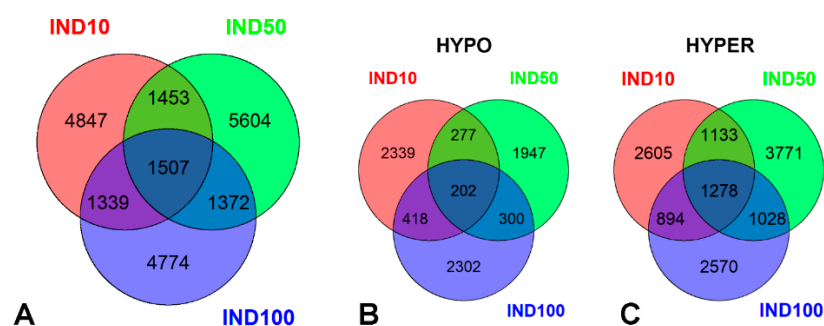 IND10 IND50
4847 1453 5604
1507
1339 1372
4774
A IND100
HYPO
IND10 IND50
277
2339 1947
202
418 300
2302
B IND100
HYPER
IND10 IND50
1133
2605 3771
1278
894 1028
2570
C IND100